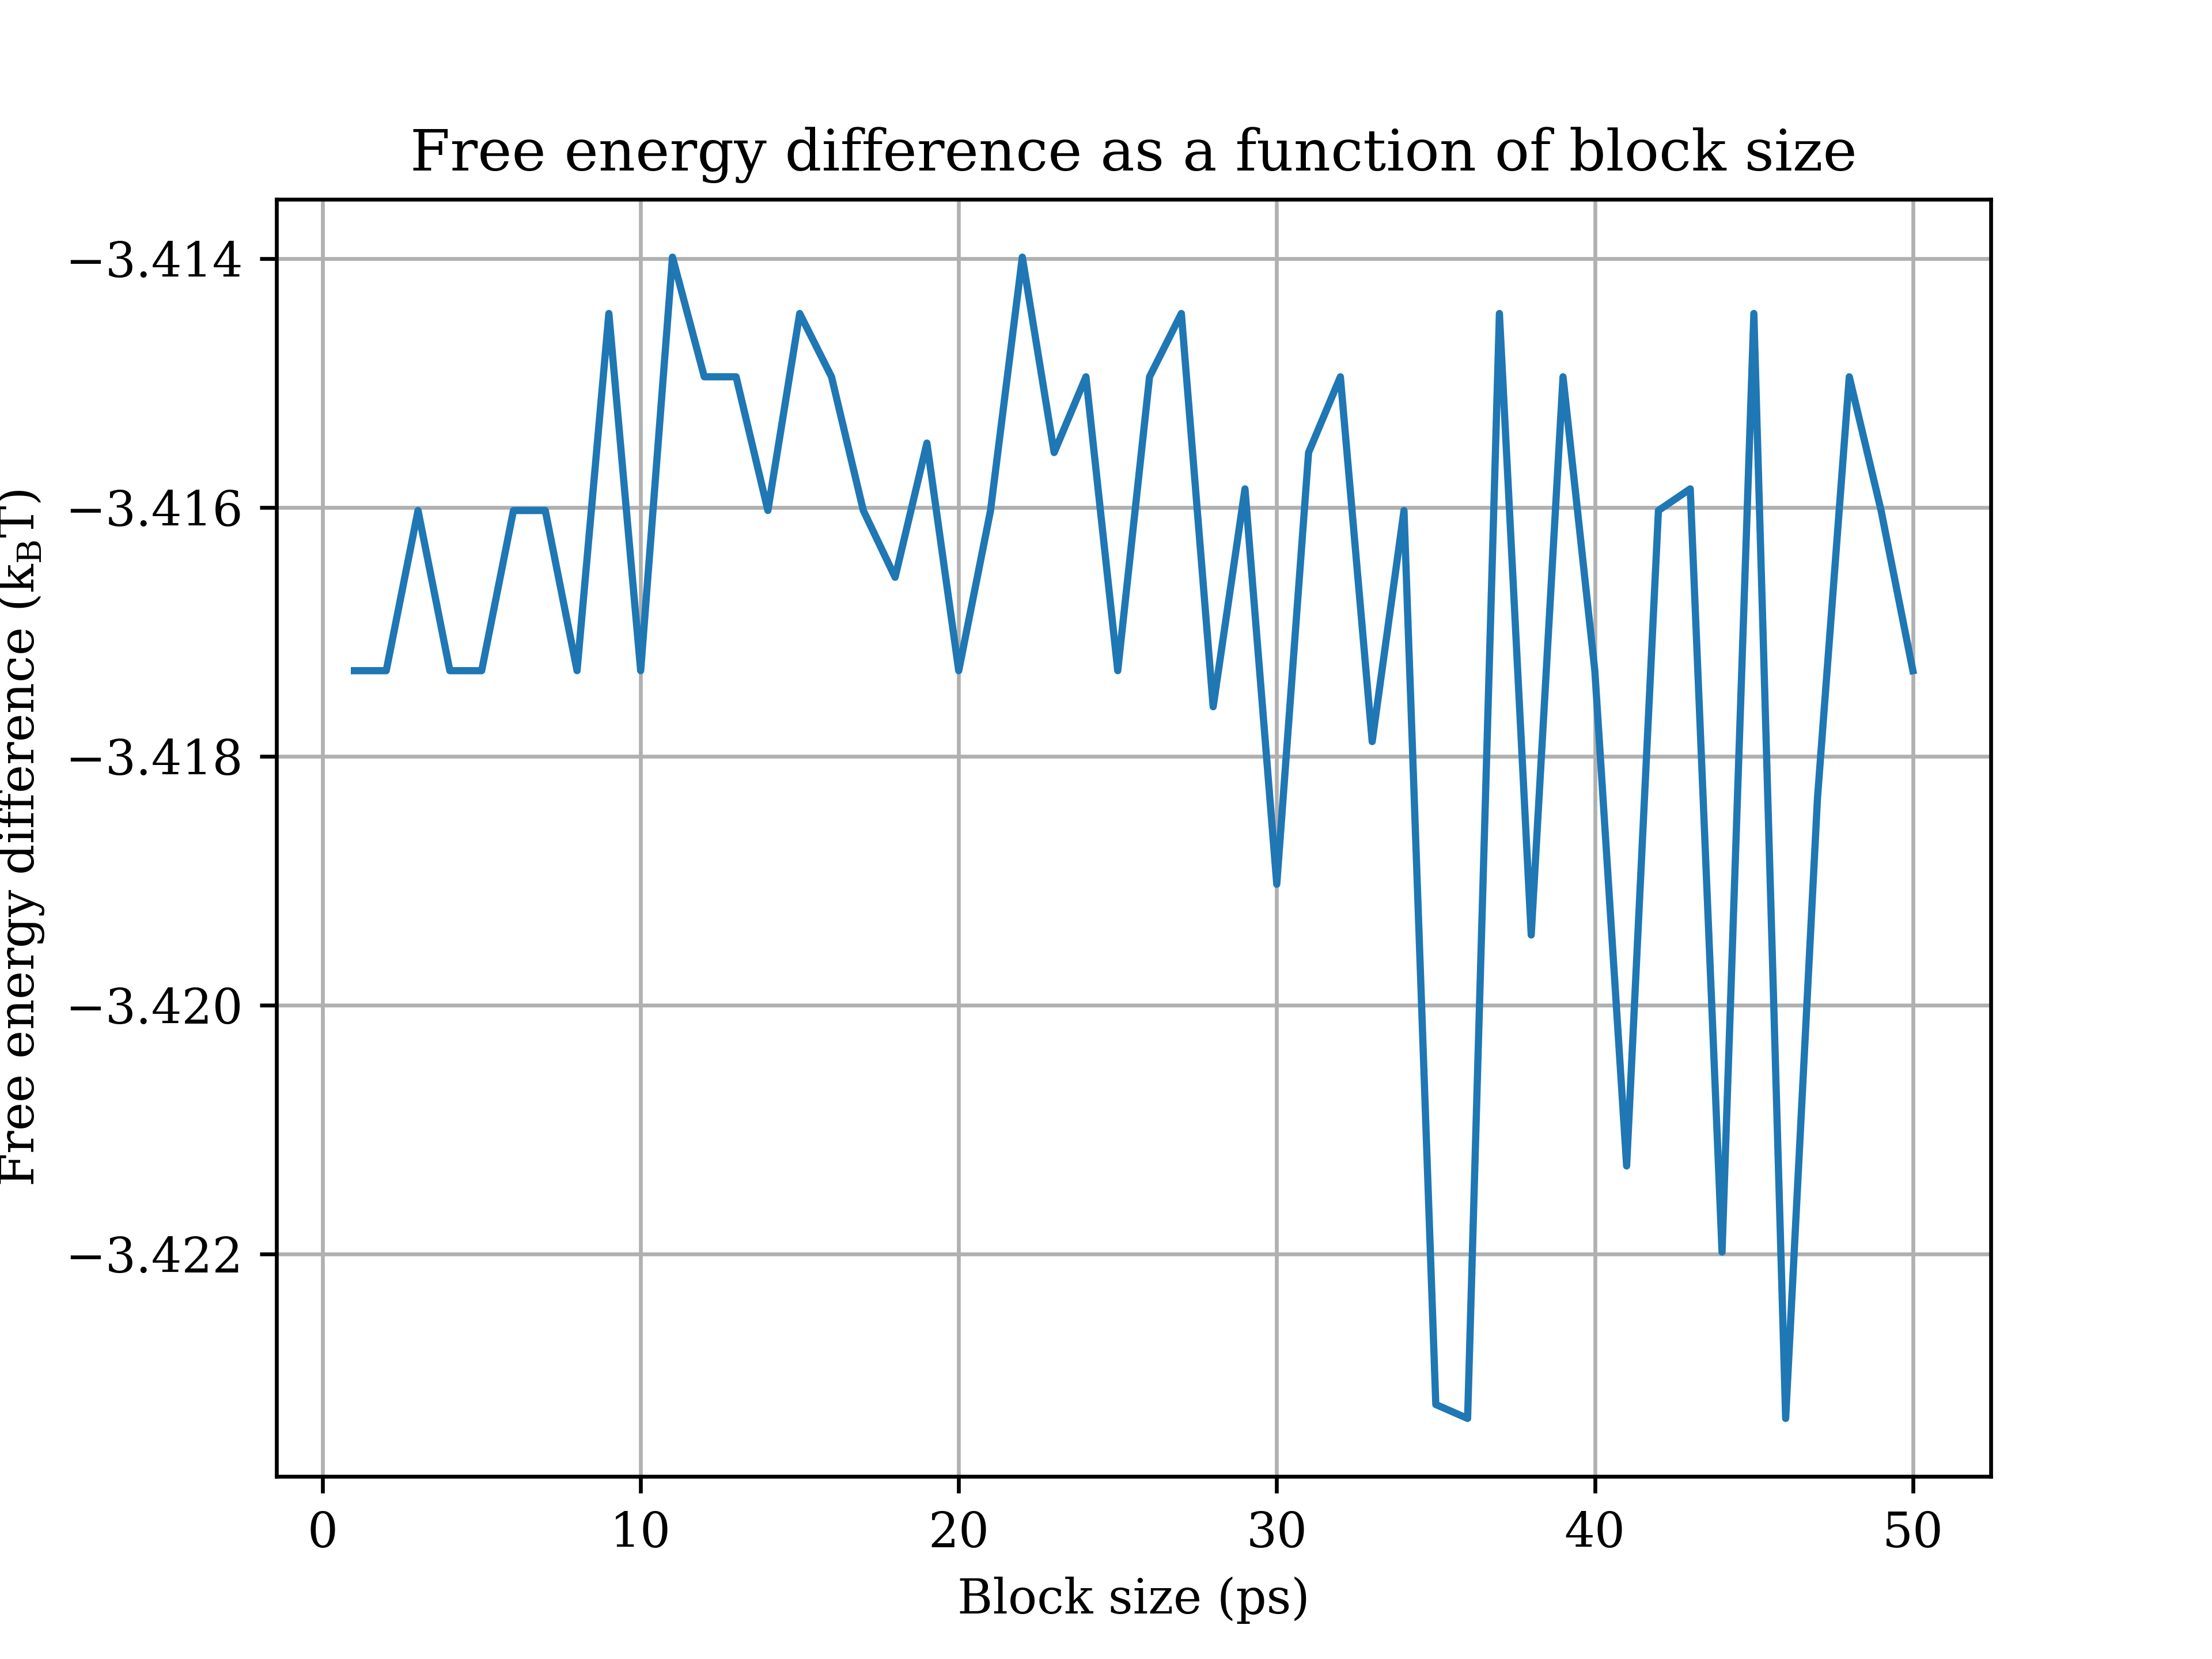 Free energy difference as a function of block size
−3.414
−3.416
−3.418
−3.420
−3.422
Free energy difference (kBT)
0 10 20 30 40 50
Block size (ps)